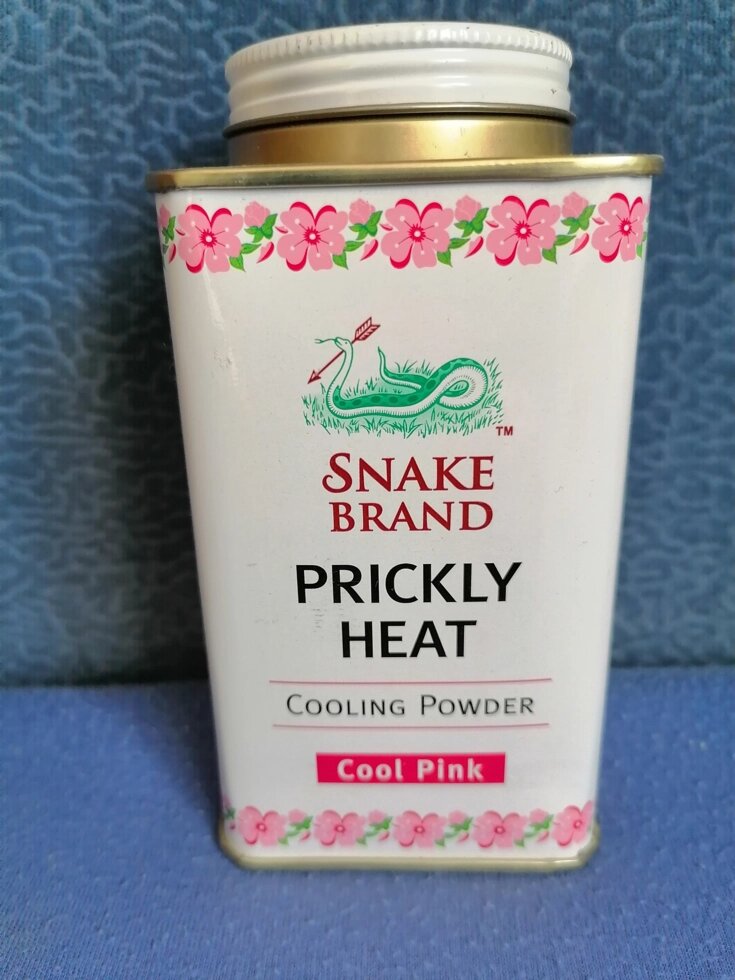 TM
SNAKE
BRAND
PRICKLY
HEAT
COOLING POWDER
Cool Pink